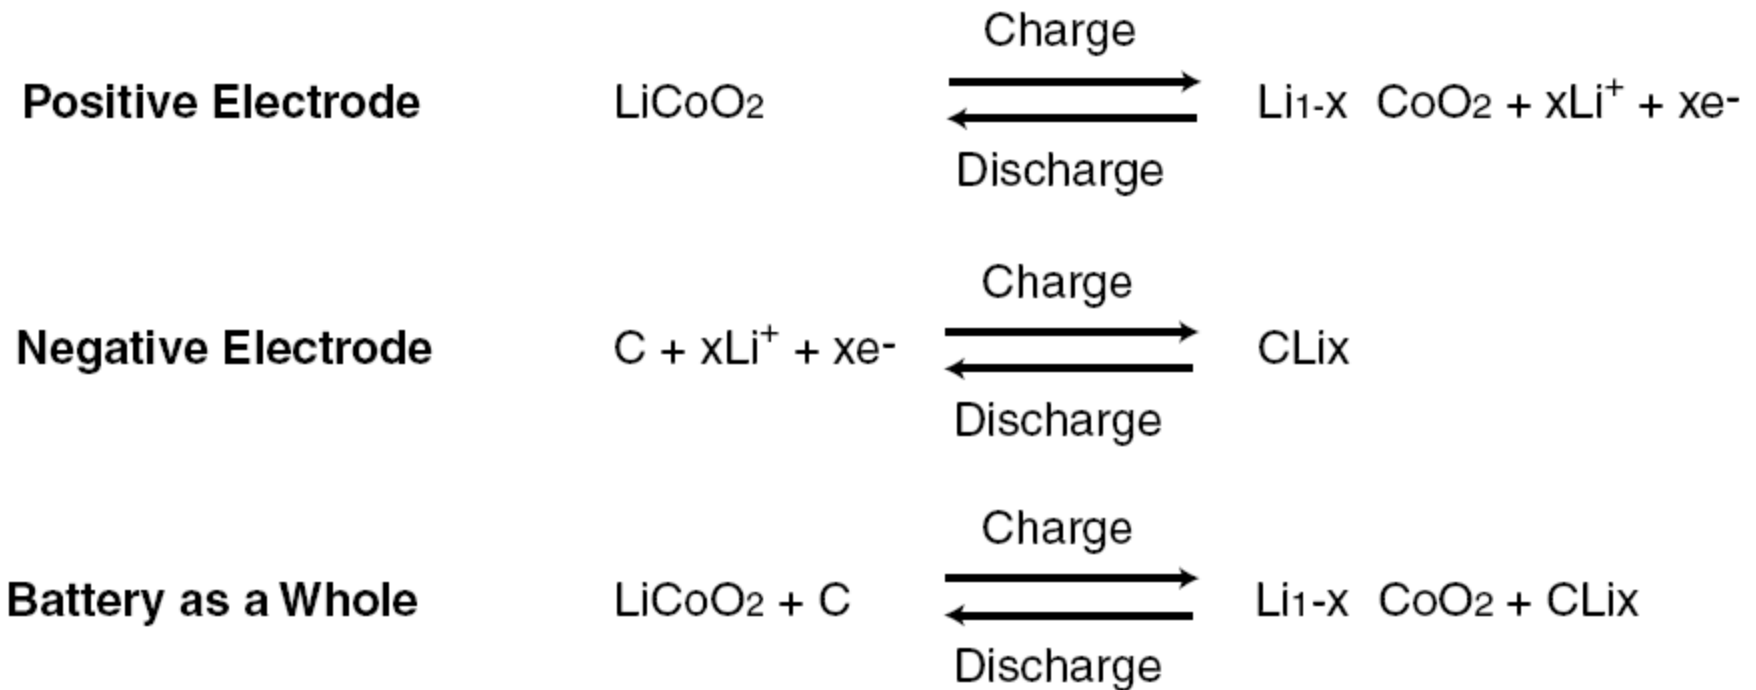 Charge
Positive Electrode LiCoO2 Li1-x CoO2 + xLi+ + xe-
Discharge
Charge
Negative Electrode C + xLi+ + xe- CLix
Discharge
Charge
Battery as a Whole LiCoO2 + C Li1-x CoO2 + CLix
Discharge